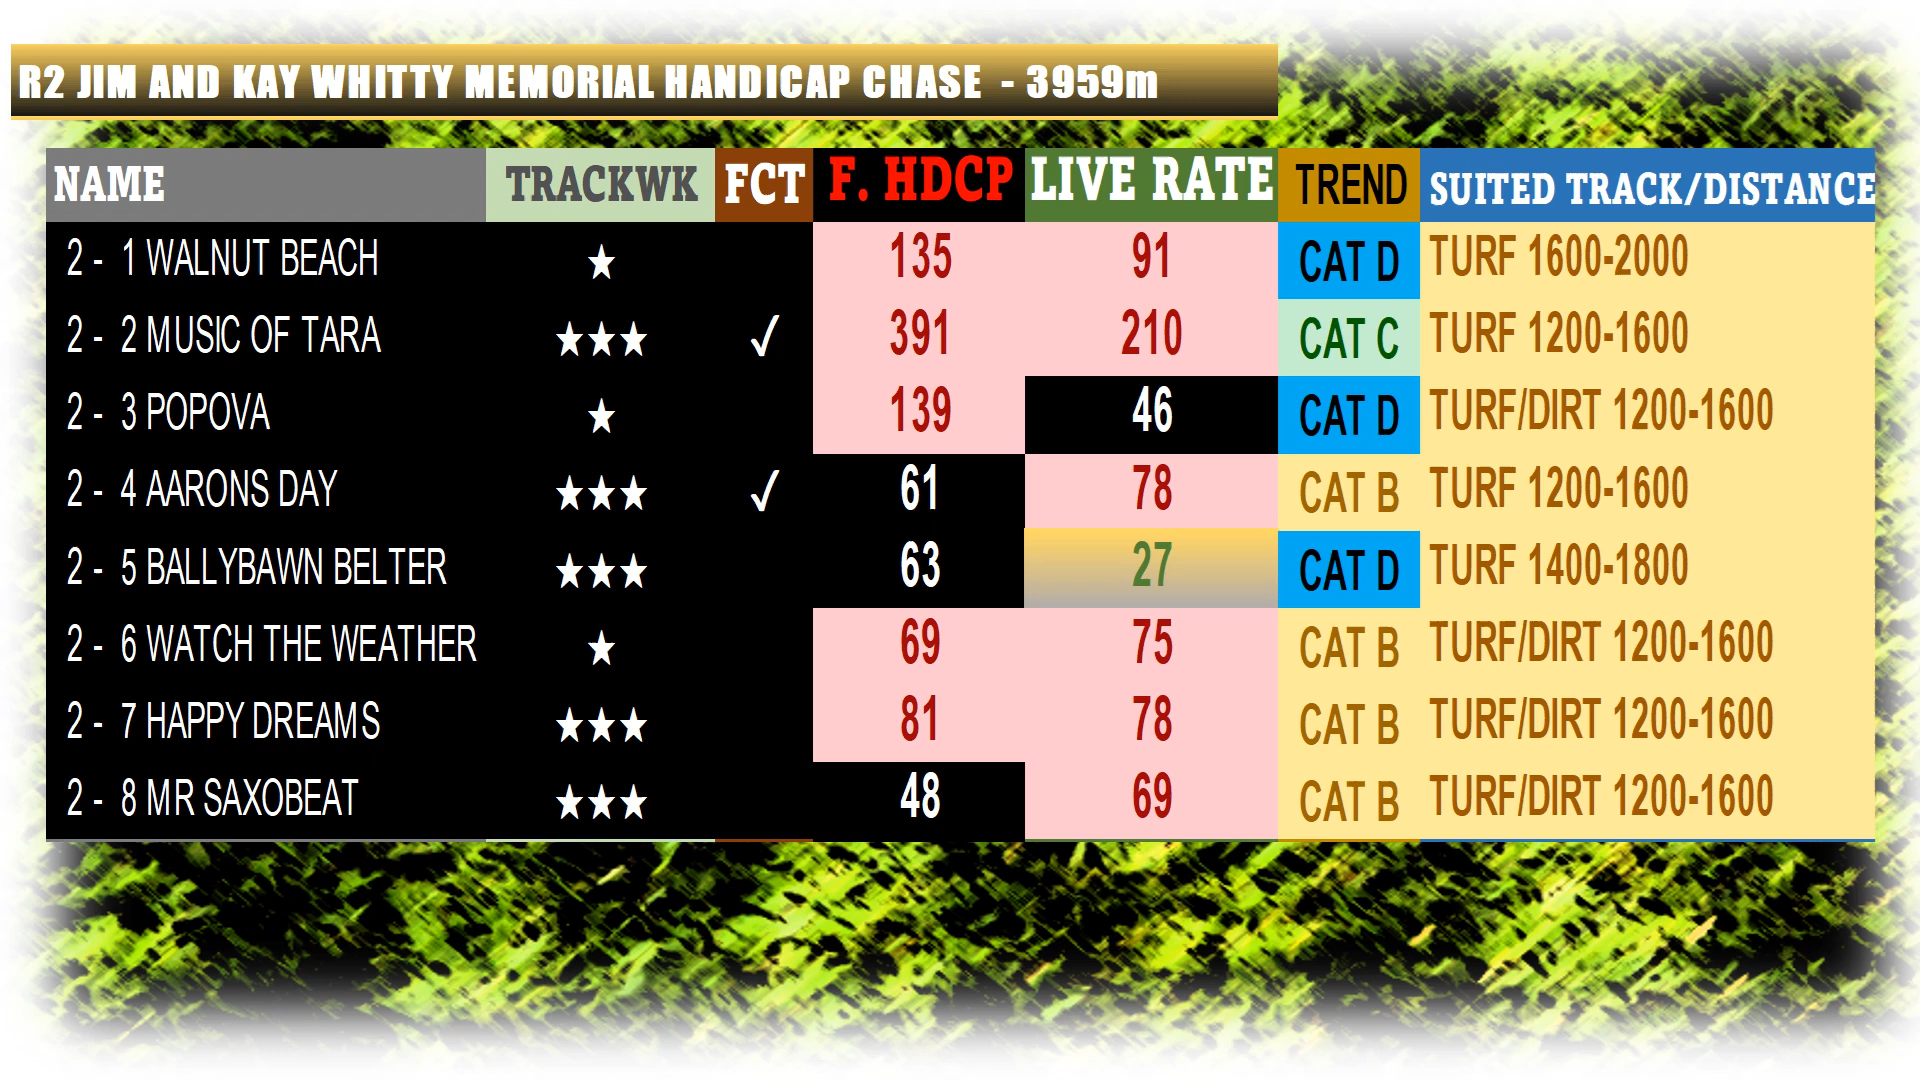 R2 JIM AND KAY WHITTY MEMORIAL HANDICAP CHASE - 3959m
NAME TRACKWK FCT F. HDCP LIVE RATE TREND SUITED TRACK/DISTANCE
2 - 1 WALNUT BEACH ★ 135 91 CAT D TURF 1600-2000
2 - 2 MUSIC OF TARA ★★★ ✓ 391 210 CAT C TURF 1200-1600
2 - 3 POPOVA ★ 139 46 CAT D TURF/DIRT 1200-1600
2 - 4 AARONS DAY ★★★ ✓ 61 78 CAT B TURF 1200-1600
2 - 5 BALLYBAWN BELTER ★★★ 63 27 CAT D TURF 1400-1800
2 - 6 WATCH THE WEATHER ★ 69 75 CAT B TURF/DIRT 1200-1600
2 - 7 HAPPY DREAMS ★★★ 81 78 CAT B TURF/DIRT 1200-1600
2 - 8 MR SAXOBEAT ★★★ 48 69 CAT B TURF/DIRT 1200-1600